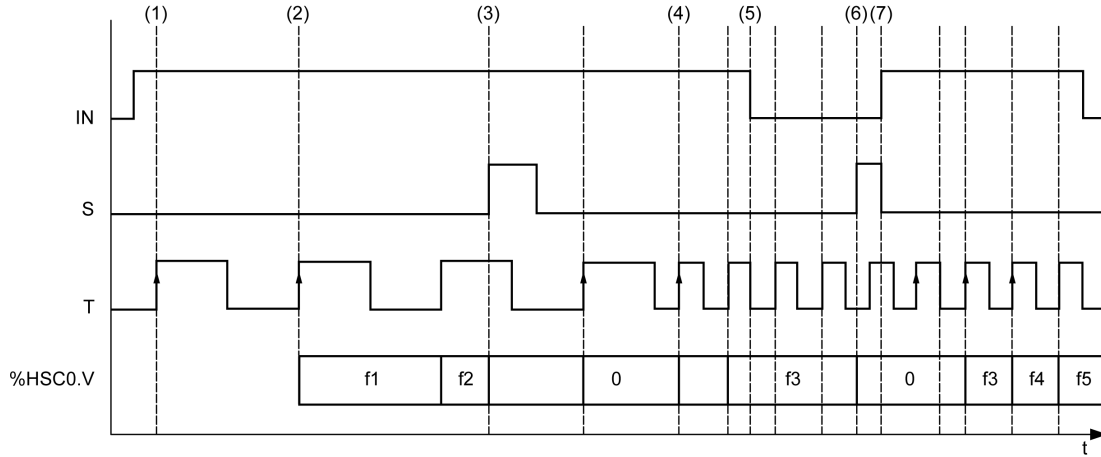 (1) (2) (3) (4) (5) (6) (7)
IN
S
T
%HSC0.V f1 f2 0 f3 0 f3 f4 f5
t